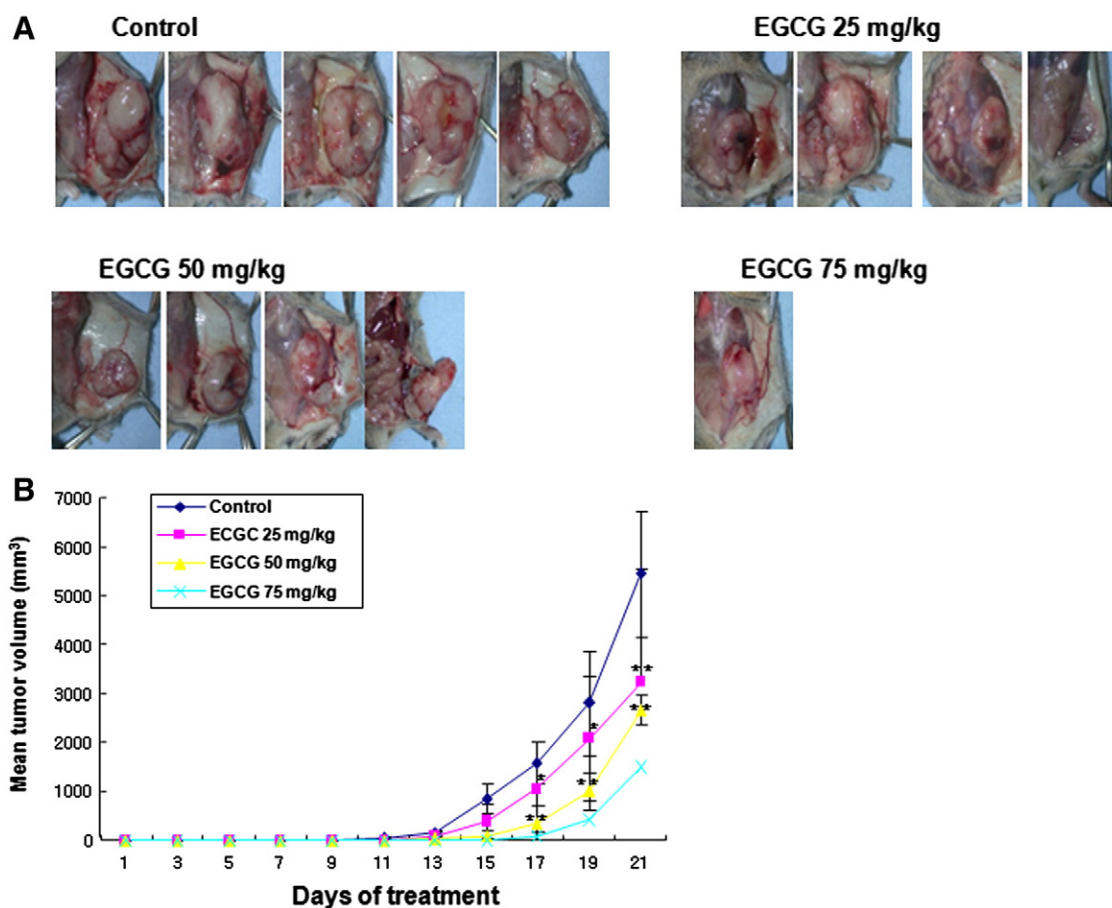 A
Control
EGCG 25 mg/kg
EGCG 50 mg/kg
EGCG 75 mg/kg
B
Mean tumor volume (mm³)
7000
6000
5000
4000
3000
2000
1000
0
Control
ECGC 25 mg/kg
EGCG 50 mg/kg
EGCG 75 mg/kg
*
**
*
**
**
**
1 3 5 7 9 11 13 15 17 19 21
Days of treatment